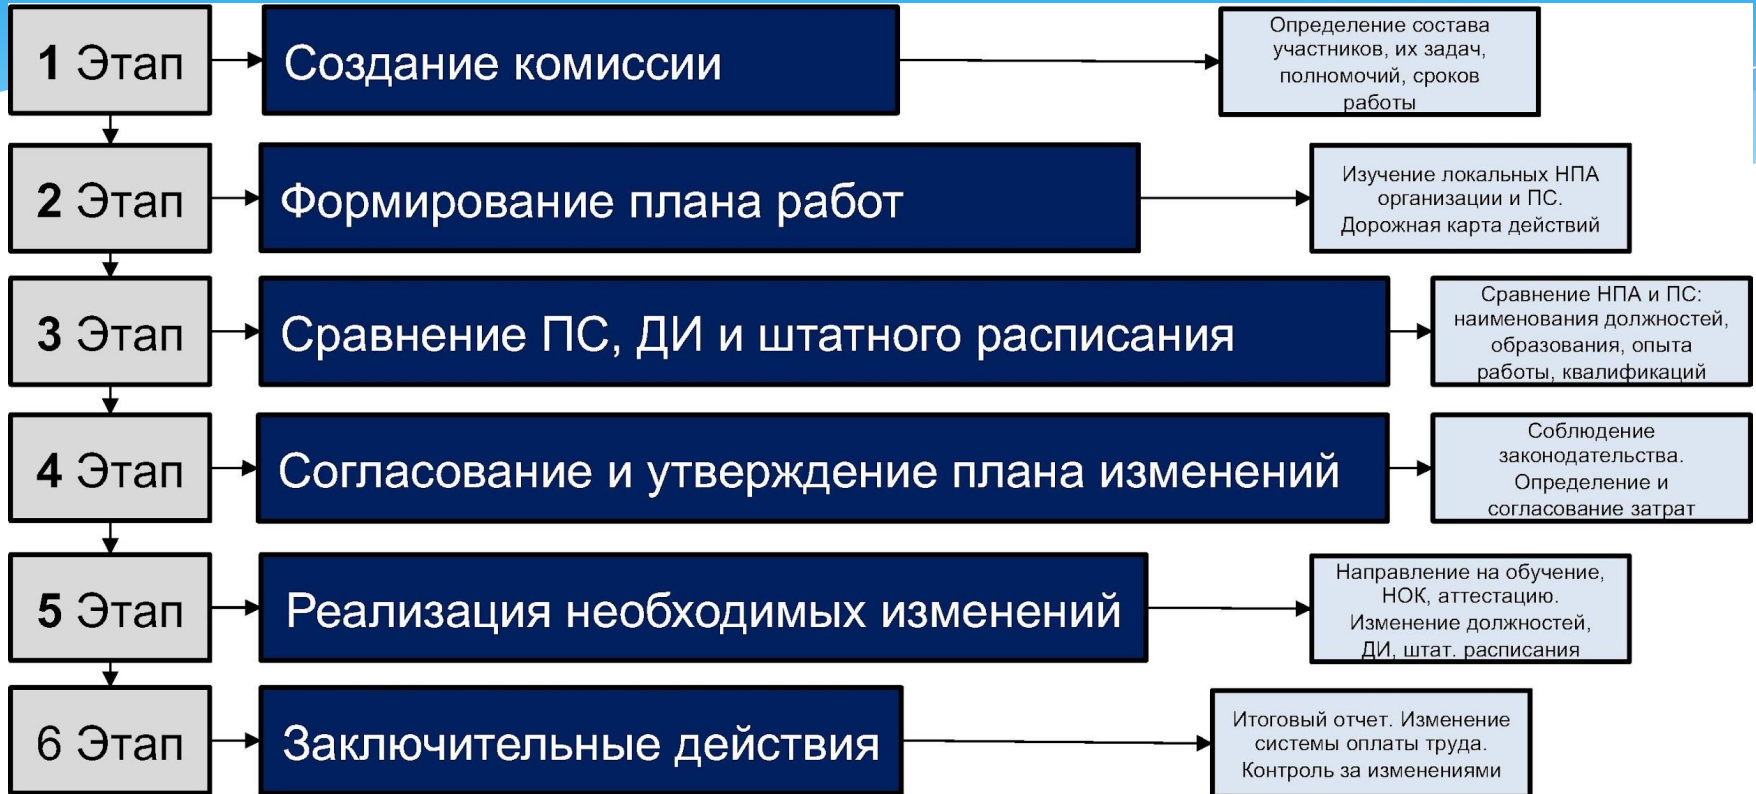 1 Этап
Создание комиссии
Определение состава
участников, их задач,
полномочий, сроков
работы
2 Этап
Формирование плана работ
Изучение локальных НПА
организации и ПС.
Дорожная карта действий
3 Этап
Сравнение ПС, ДИ и штатного расписания
Сравнение НПА и ПС:
наименования должностей,
образования, опыта
работы, квалификаций
4 Этап
Согласование и утверждение плана изменений
Соблюдение
законодательства.
Определение и
согласование затрат
5 Этап
Реализация необходимых изменений
Направление на обучение,
НОК, аттестацию.
Изменение должностей,
ДИ, штат. расписания
6 Этап
Заключительные действия
Итоговый отчет. Изменение
системы оплаты труда.
Контроль за изменениями